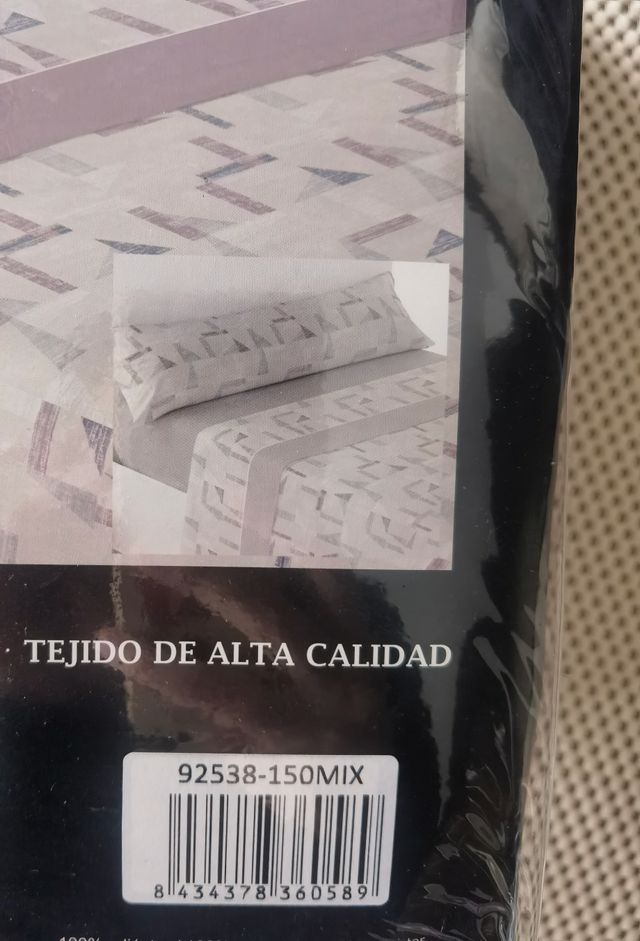 TEJIDO DE ALTA CALIDAD
92538-150MIX
8 434378 360589